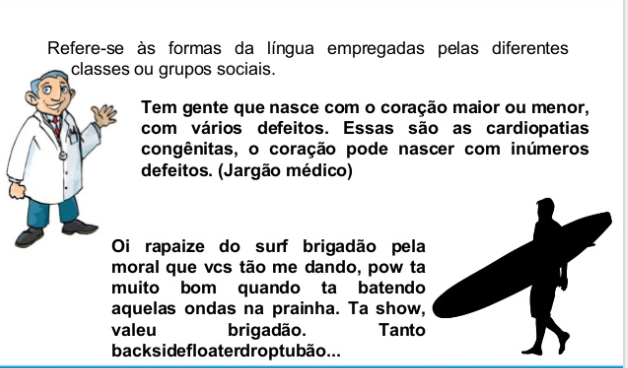 Refere-se às formas da língua empregadas pelas diferentes
classes ou grupos sociais.
Tem gente que nasce com o coração maior ou menor,
com vários defeitos. Essas são as cardiopatias
congênitas, o coração pode nascer com inúmeros
defeitos. (Jargão médico)
Oi rapaize do surf brigadão pela
moral que vcs tão me dando, pow ta
muito bom quando ta batendo
aquelas ondas na prainha. Ta show,
valeu brigadão. Tanto
backsidefloaterdroptubão...